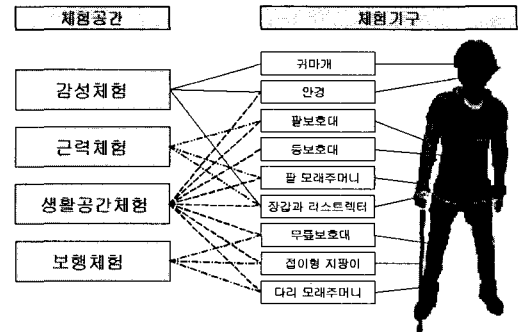 체험공간
체험기구
감성체험
근력체험
생활공간체험
보행체험
귀마개
안경
팔보호대
등보호대
팔 모래주머니
장갑과 리스트렉터
무릎보호대
접이형 지팡이
다리 모래주머니